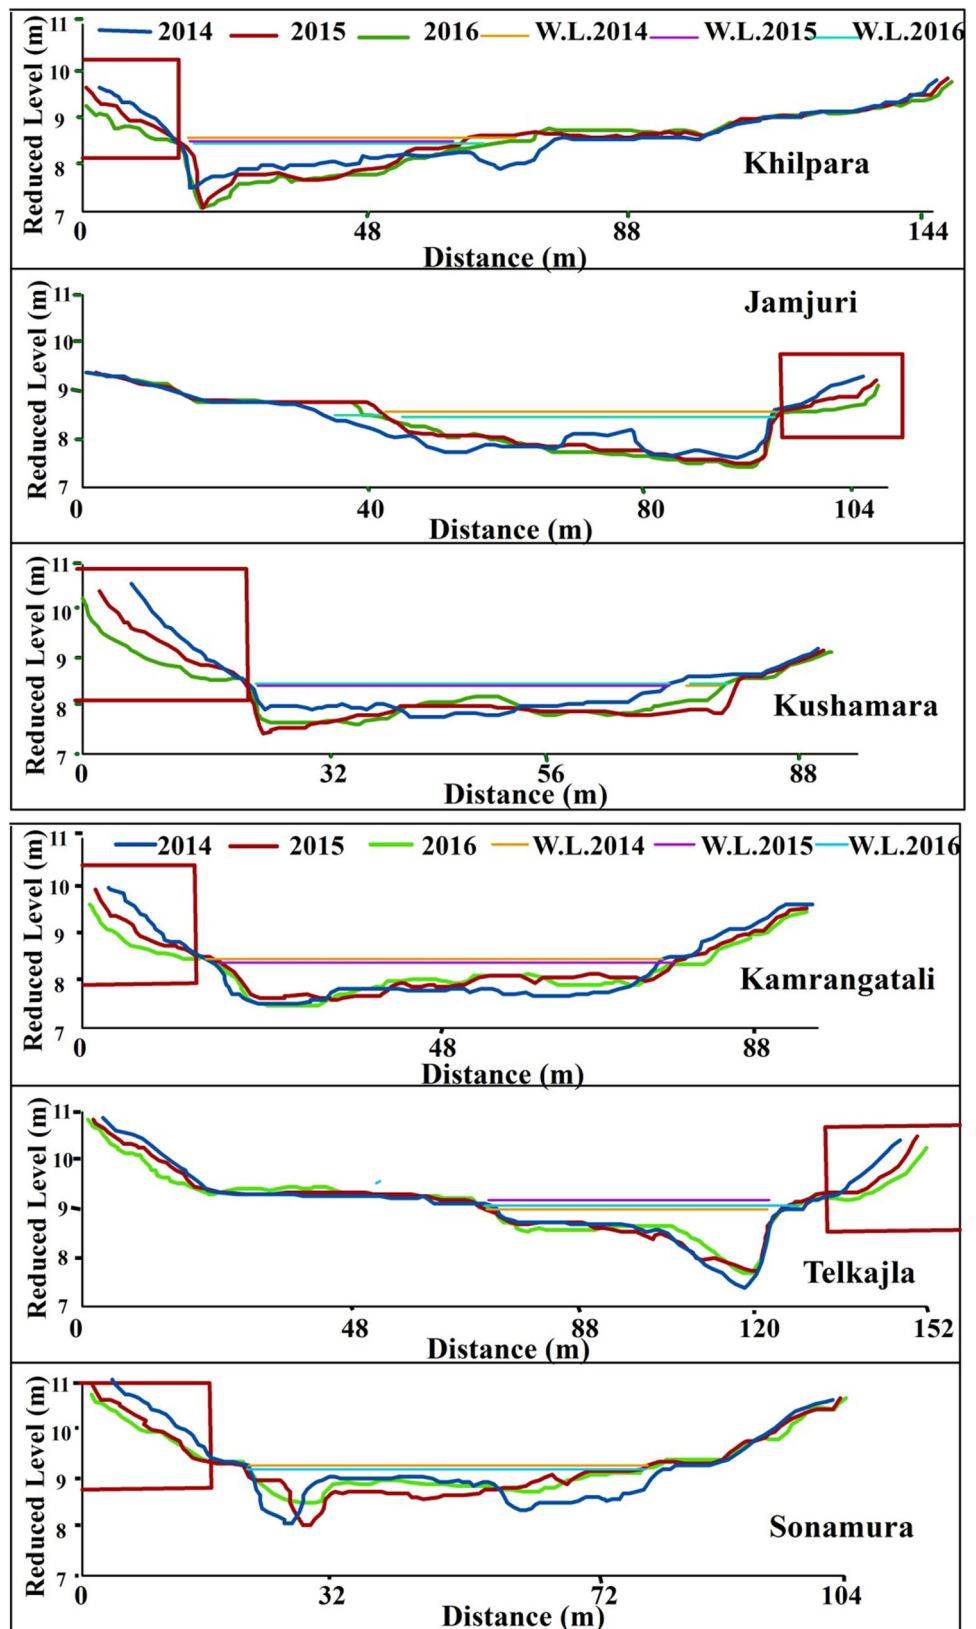 2014 2015 2016 W.L.2014 W.L.2015 W.L.2016
Reduced Level (m)
11
10
9
8
7
Khilpara
0 48 88 144
Distance (m)
Jamjuri
Reduced Level (m)
11
10
9
8
7
0 40 80 104
Distance (m)
Reduced Level (m)
11
10
9
8
7
Kushamara
0 32 56 88
Distance (m)
2014 2015 2016 W.L.2014 W.L.2015 W.L.2016
Reduced Level (m)
11
10
9
8
7
Kamrangatali
0 48 88
Distance (m)
Reduced Level (m)
11
10
9
8
7
Telkajla
0 48 88 120 152
Distance (m)
Reduced Level (m)
11
10
9
8
7
Sonamura
0 32 72 104
Distance (m)